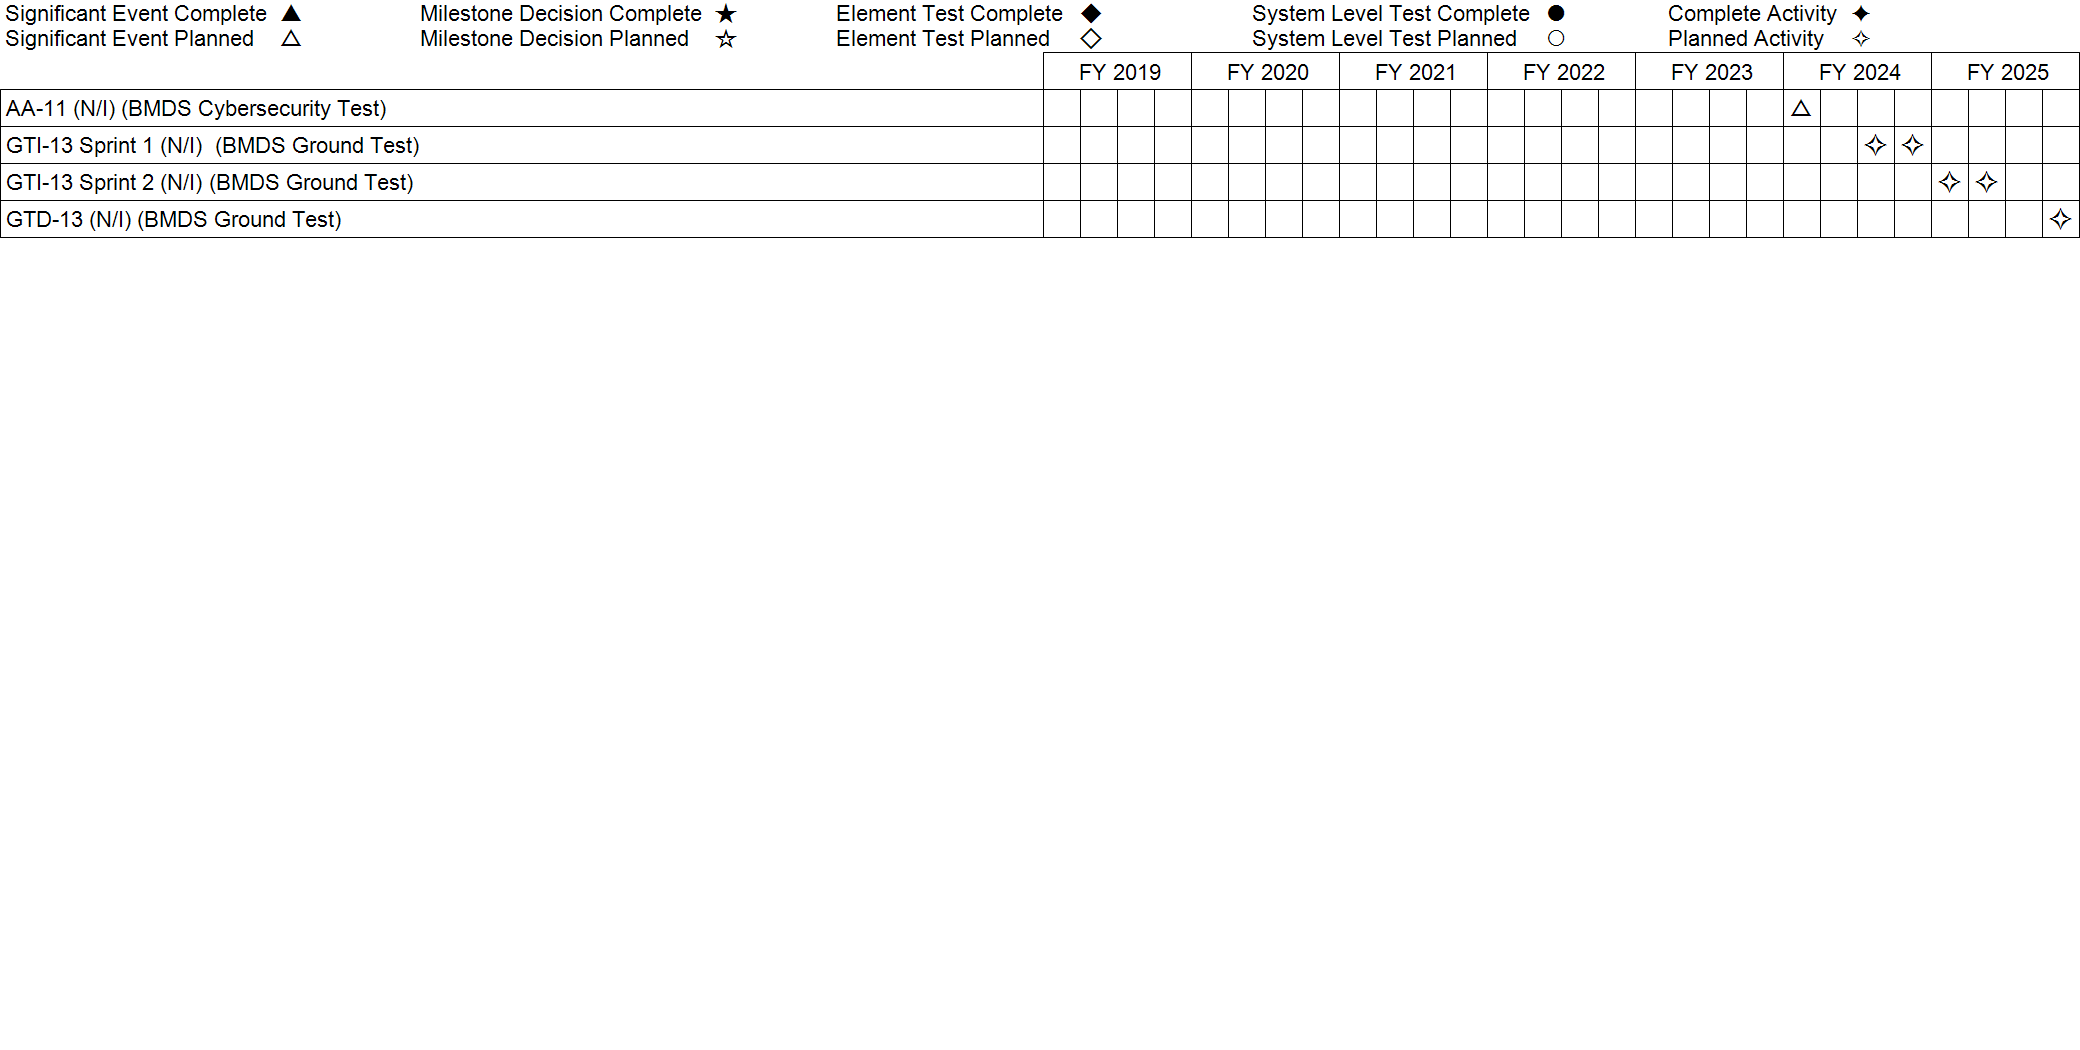 Significant Event Complete ▲ Milestone Decision Complete ★ Element Test Complete ◆ System Level Test Complete ● Complete Activity ✦
Significant Event Planned △ Milestone Decision Planned ☆ Element Test Planned ◇ System Level Test Planned ○ Planned Activity ✧
FY 2019 FY 2020 FY 2021 FY 2022 FY 2023 FY 2024 FY 2025
AA-11 (N/I) (BMDS Cybersecurity Test) △
GTI-13 Sprint 1 (N/I)  (BMDS Ground Test) ✧ ✧
GTI-13 Sprint 2 (N/I) (BMDS Ground Test) ✧ ✧
GTD-13 (N/I) (BMDS Ground Test) ✧